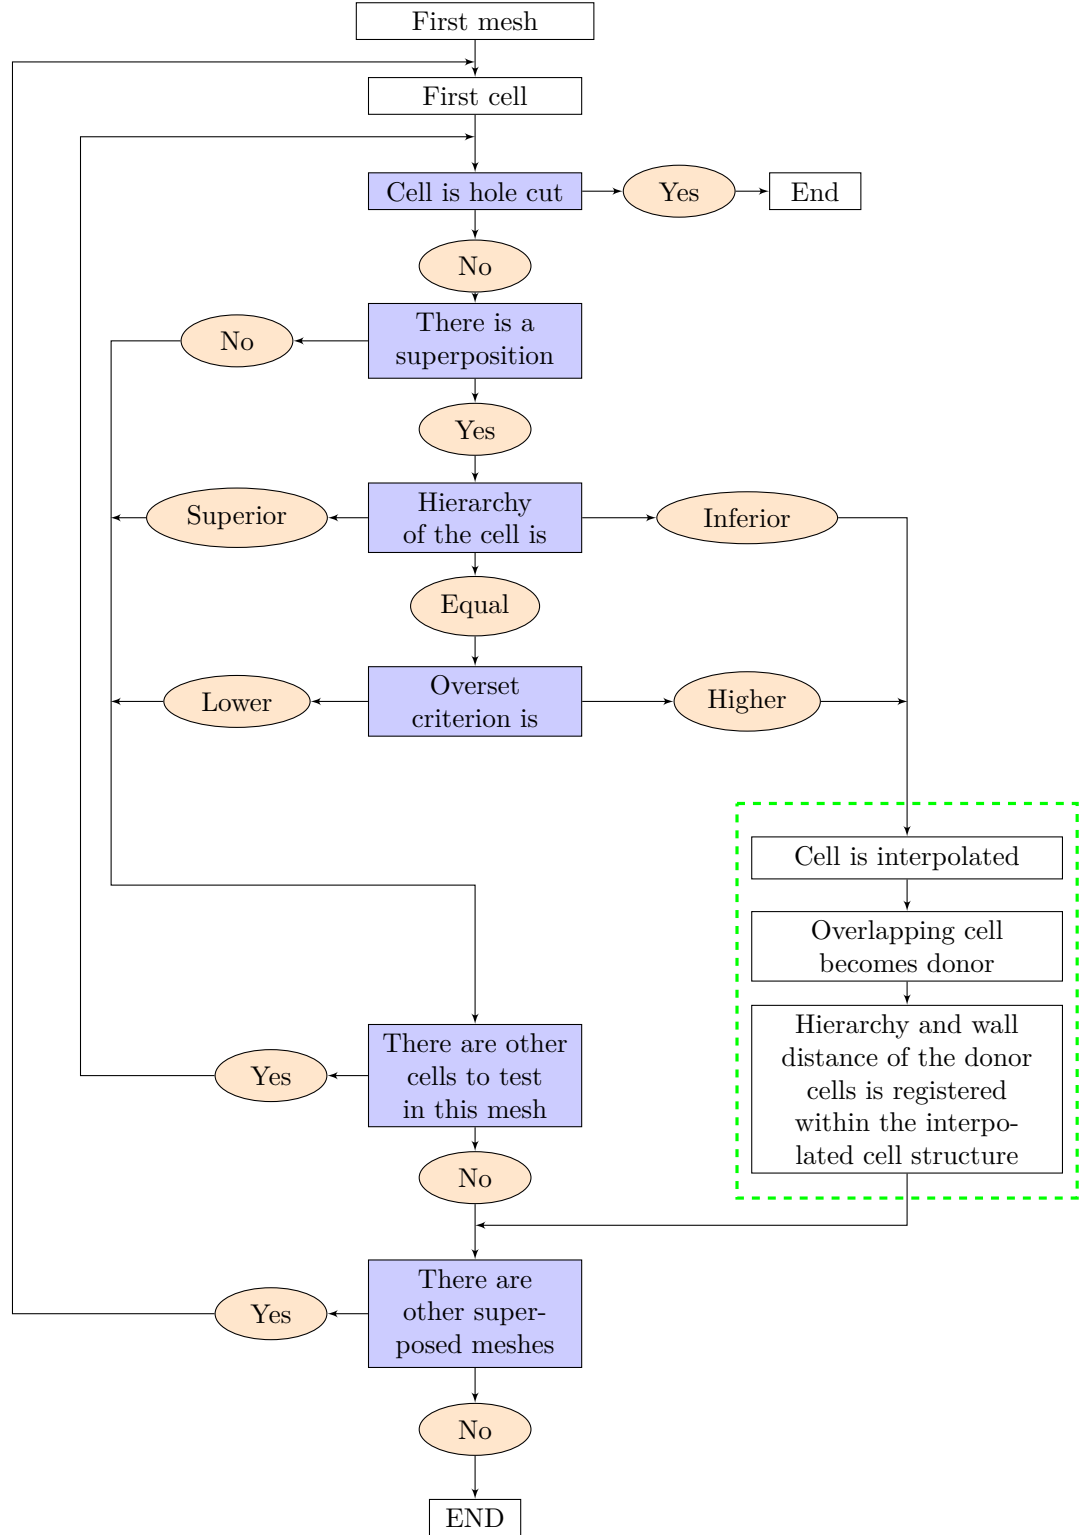 First mesh
First cell
Cell is hole cut
Yes
End
No
There is a
superposition
No
Yes
Hierarchy
of the cell is
Superior
Inferior
Equal
Overset
criterion is
Lower
Higher
Cell is interpolated
Overlapping cell
becomes donor
Hierarchy and wall
distance of the donor
cells is registered
within the interpo-
lated cell structure
There are other
cells to test
in this mesh
Yes
No
There are
other super-
posed meshes
Yes
No
END